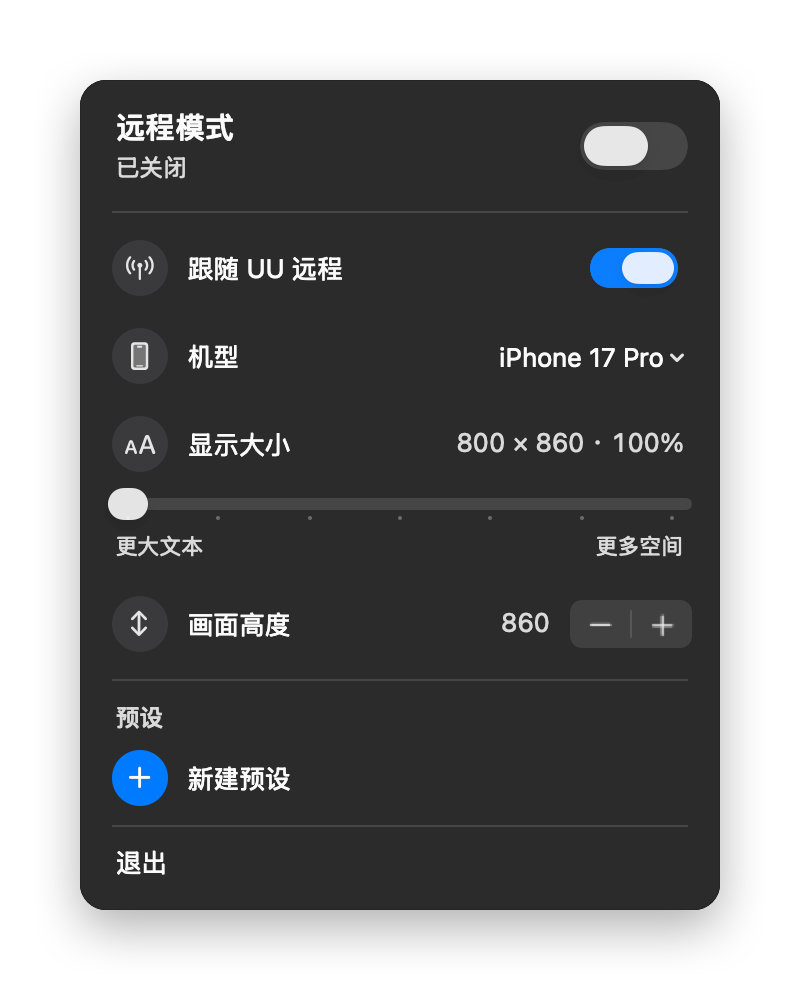 远程模式
已关闭
跟随 UU 远程
机型 iPhone 17 Pro
AA 显示大小 800 × 860 · 100%
更大文本 更多空间
画面高度 860 − +
预设
+ 新建预设
退出